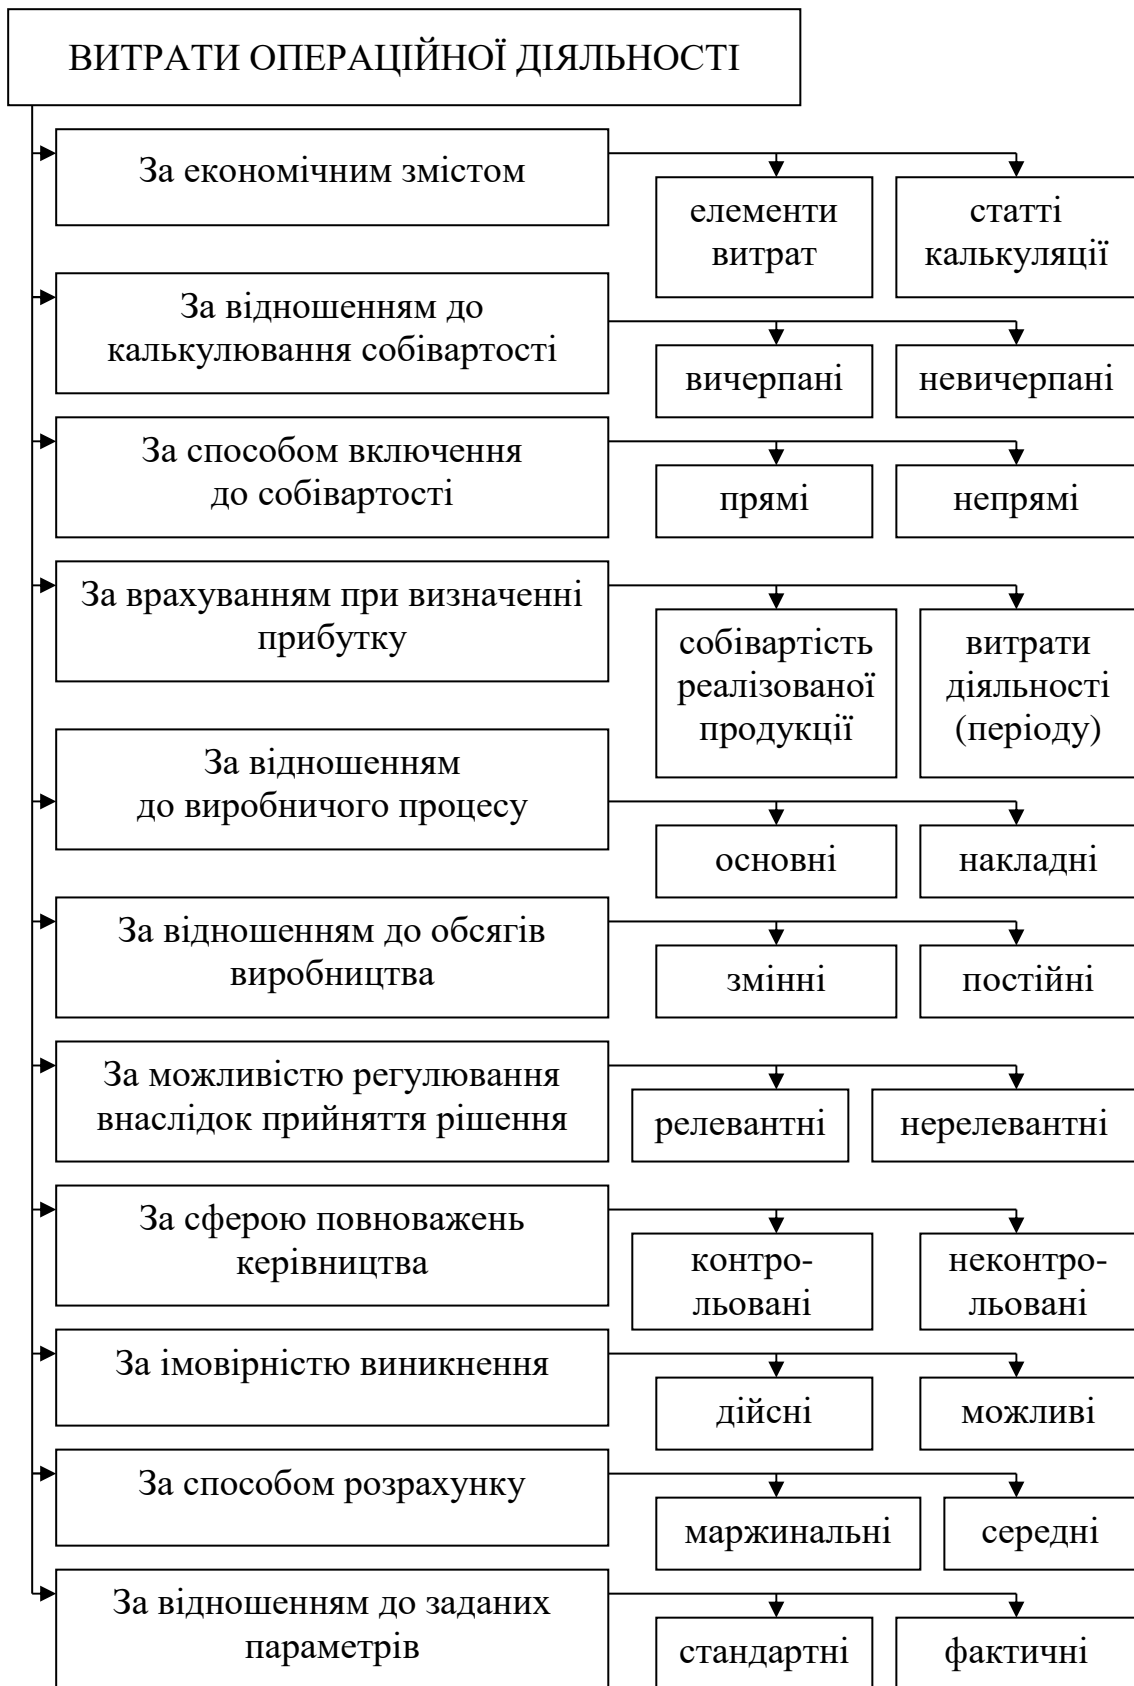 ВИТРАТИ ОПЕРАЦІЙНОЇ ДІЯЛЬНОСТІ
За економічним змістом
елементи
витрат
статті
калькуляції
За відношенням до
калькулювання собівартості
вичерпані
невичерпані
За способом включення
до собівартості
прямі
непрямі
За врахуванням при визначенні
прибутку
собівартість
реалізованої
продукції
витрати
діяльності
(періоду)
За відношенням
до виробничого процесу
основні
накладні
За відношенням до обсягів
виробництва
змінні
постійні
За можливістю регулювання
внаслідок прийняття рішення
релевантні
нерелевантні
За сферою повноважень
керівництва
контро-
льовані
неконтро-
льовані
За імовірністю виникнення
дійсні
можливі
За способом розрахунку
маржинальні
середні
За відношенням до заданих
параметрів
стандартні
фактичні